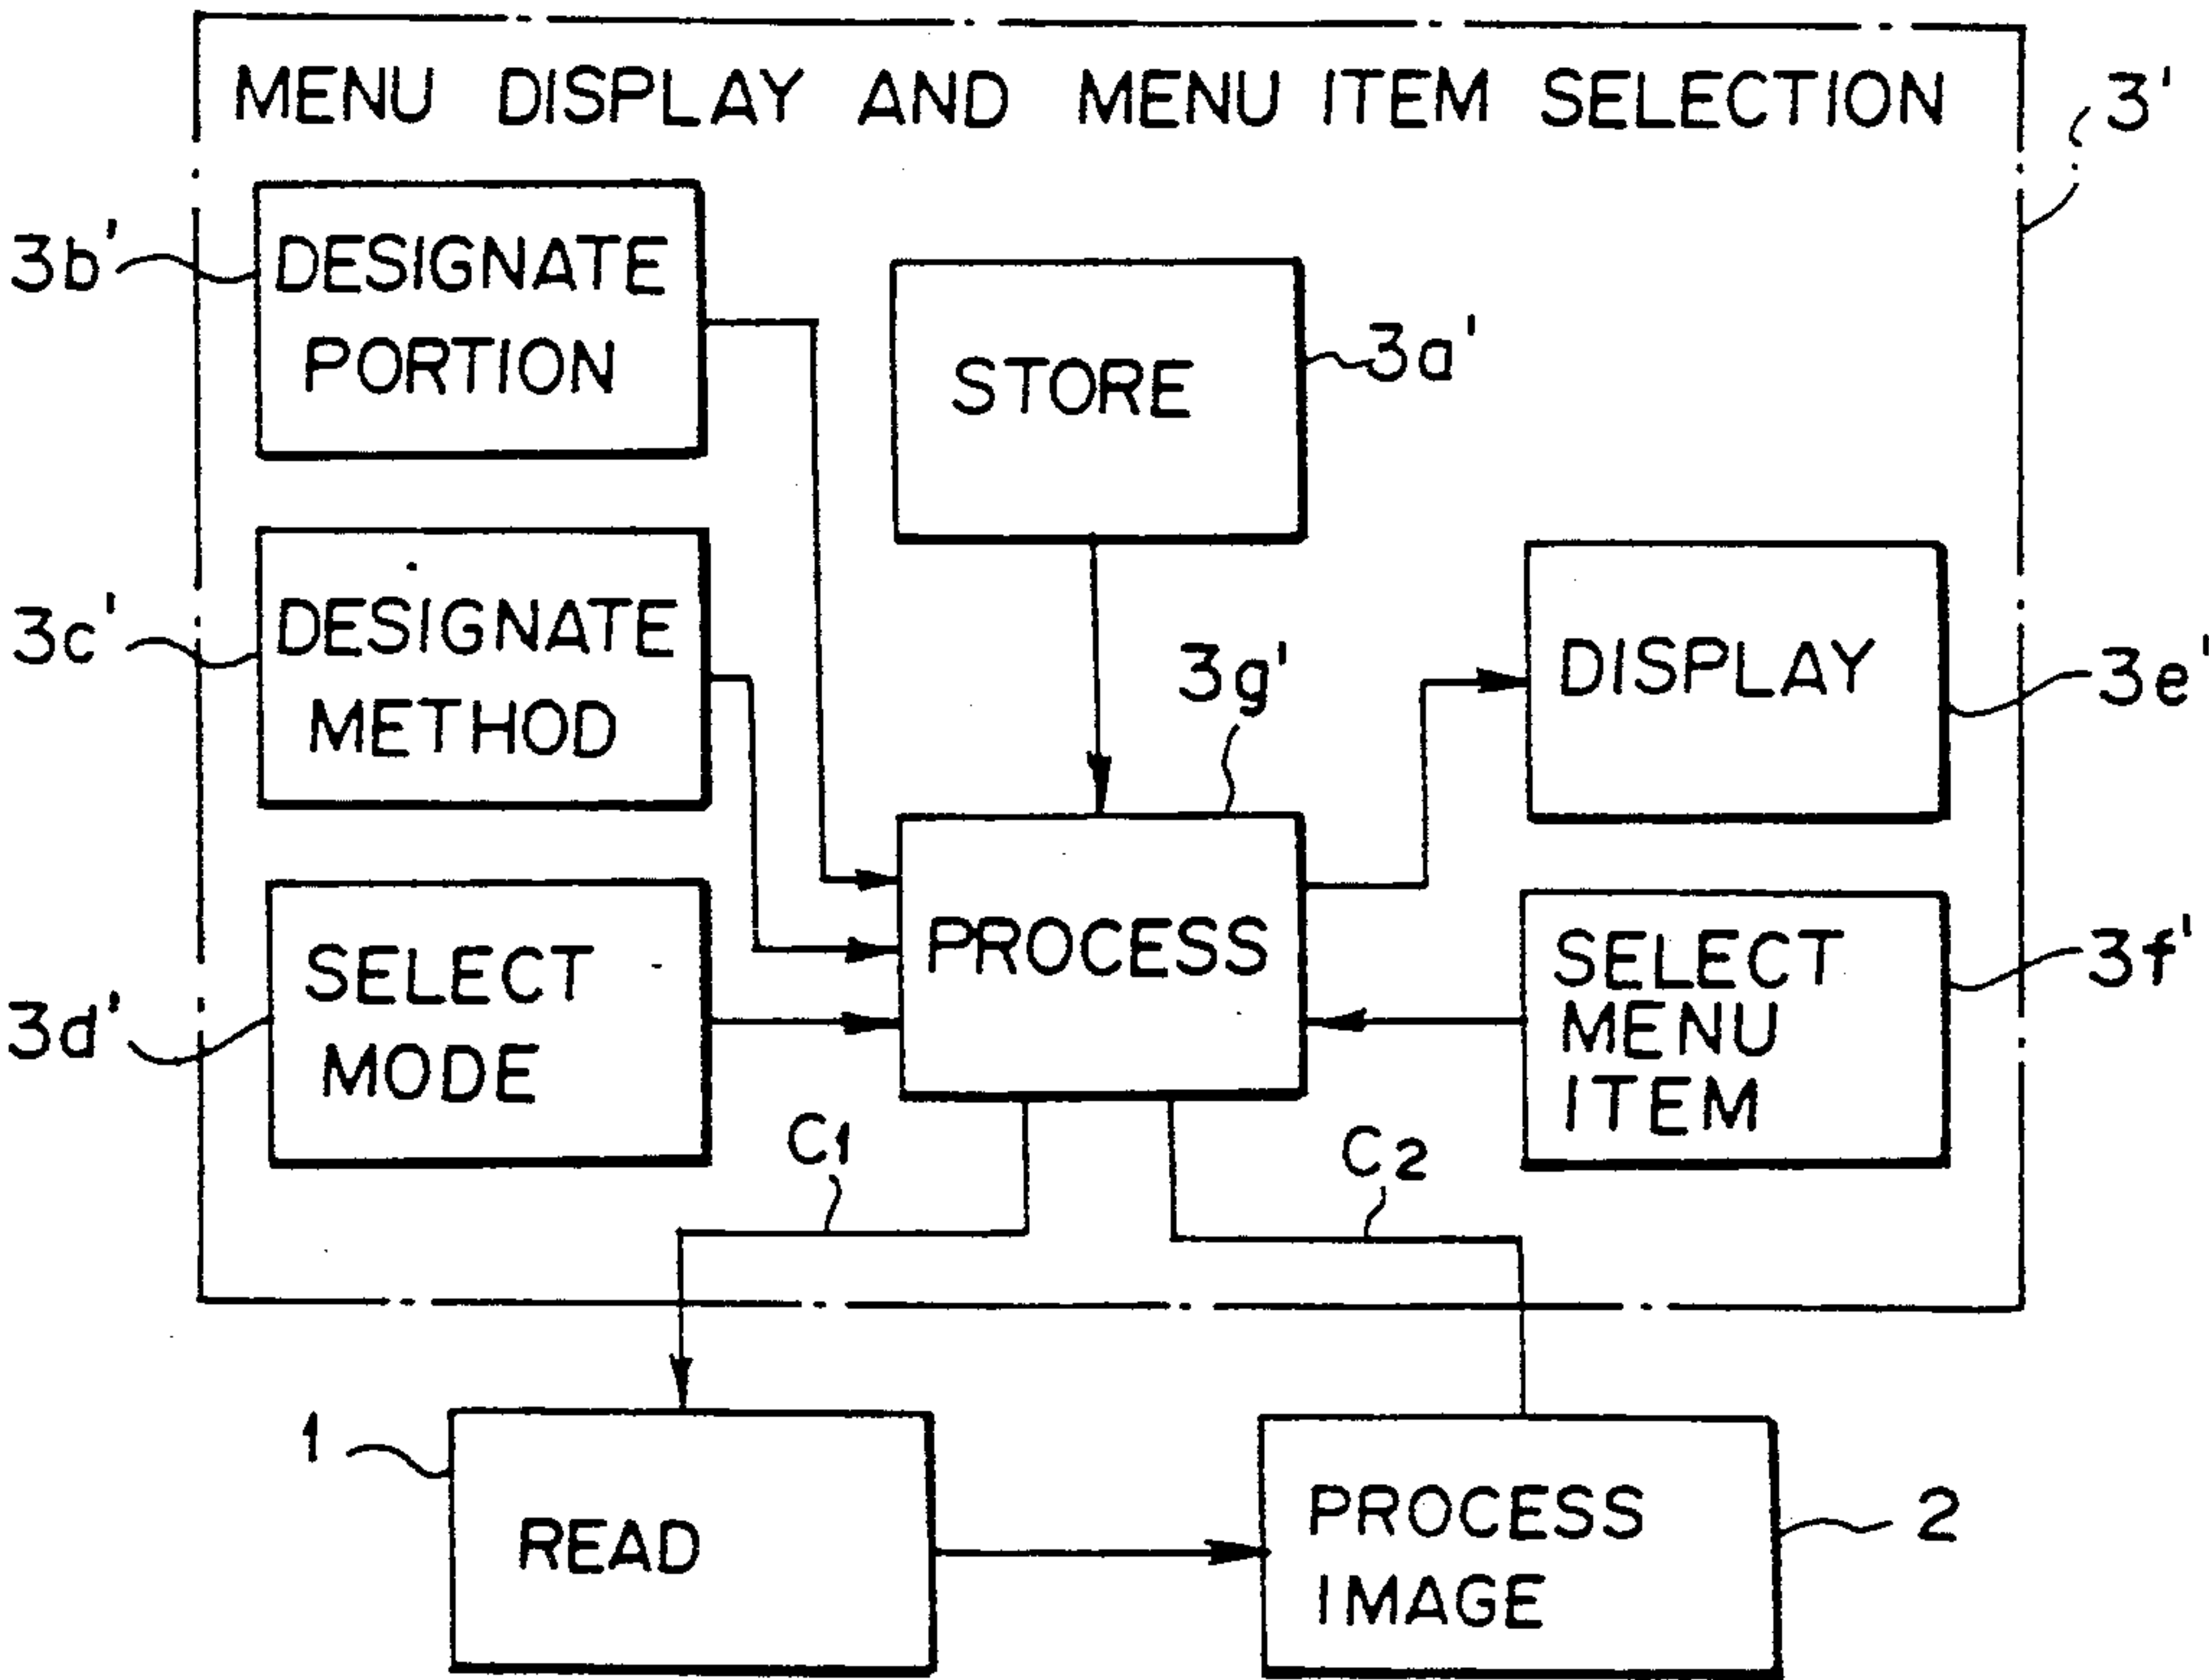 MENU DISPLAY AND MENU ITEM SELECTION
3'
3b'
DESIGNATE
PORTION
STORE
3a'
3c'
DESIGNATE
METHOD
3g'
DISPLAY
3e'
3d'
SELECT
MODE
PROCESS
SELECT
MENU
ITEM
3f'
C1
C2
1
READ
PROCESS
IMAGE
2